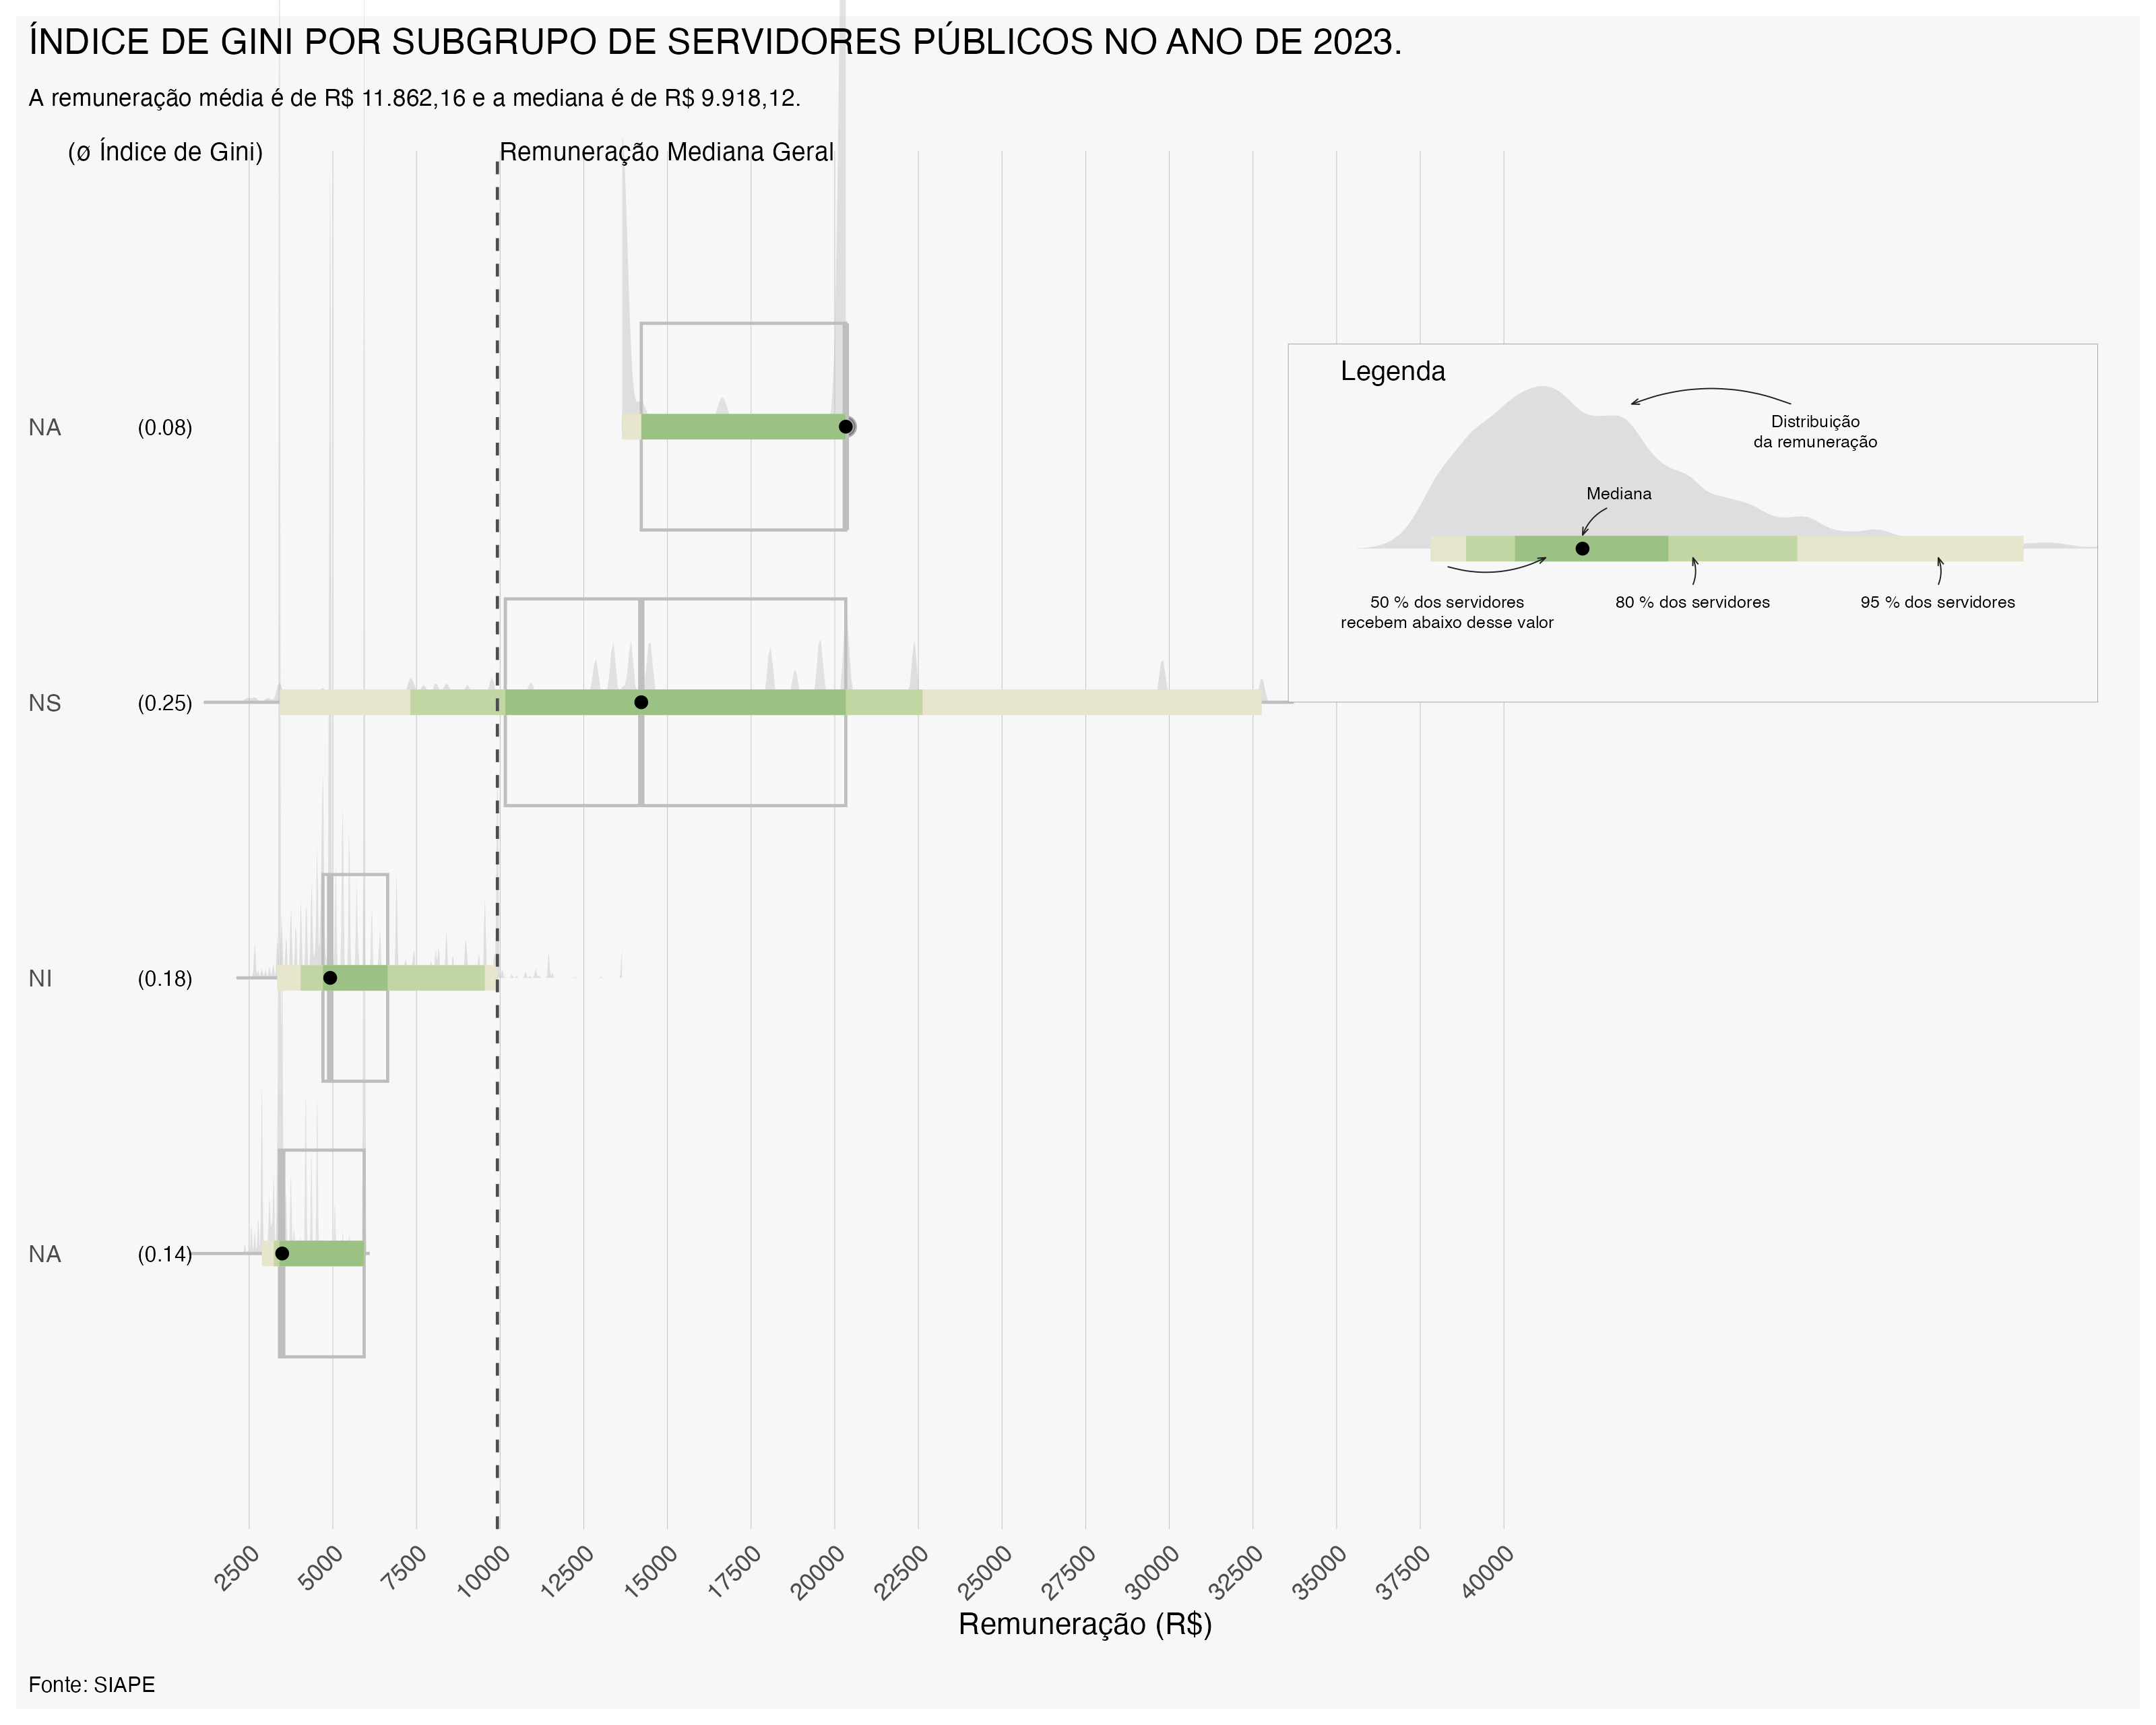 ÍNDICE DE GINI POR SUBGRUPO DE SERVIDORES PÚBLICOS NO ANO DE 2023.
A remuneração média é de R$ 11.862,16 e a mediana é de R$ 9.918,12.
(ø Índice de Gini)
Remuneração Mediana Geral
Legenda
Distribuição
da remuneração
Mediana
50 % dos servidores
recebem abaixo desse valor
80 % dos servidores
95 % dos servidores
NA (0.08)
NS (0.25)
NI (0.18)
NA (0.14)
2500 5000 7500 10000 12500 15000 17500 20000 22500 25000 27500 30000 32500 35000 37500 40000
Remuneração (R$)
Fonte: SIAPE